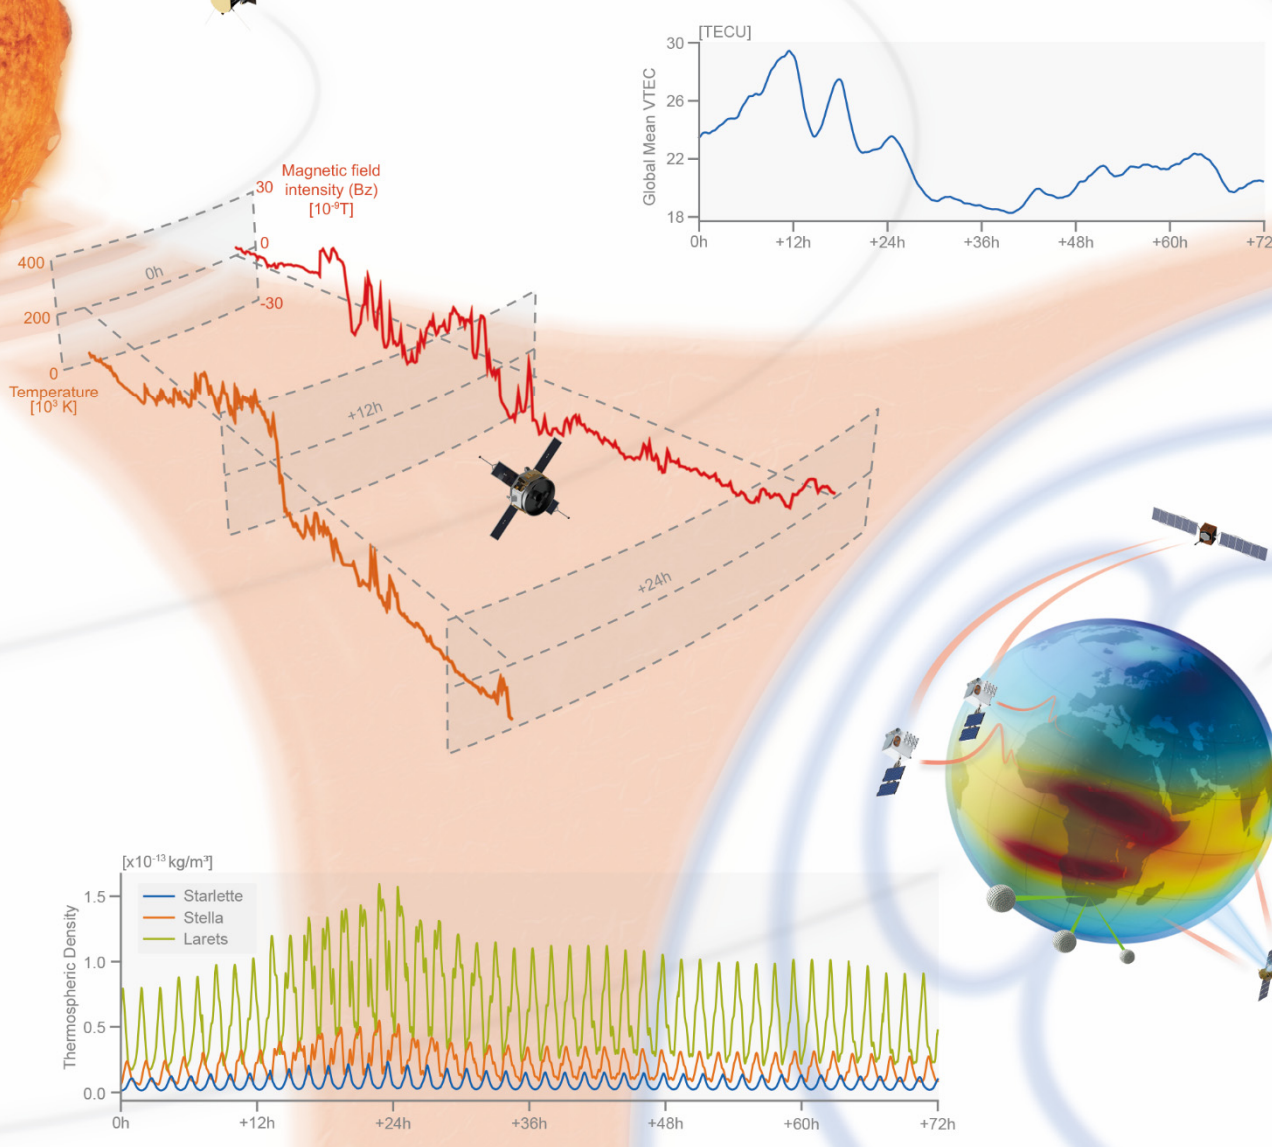 [TECU]
30
26
22
18
Global Mean VTEC
0h
+12h
+24h
+36h
+48h
+60h
+72
Magnetic field
intensity (Bz)
[10⁻⁹T]
30
0
-30
400
200
0
Temperature
[10³ K]
0h
+12h
+24h
[x10⁻¹³ kg/m³]
1.5
1.0
0.5
0.0
Thermospheric Density
Starlette
Stella
Larets
0h
+12h
+24h
+36h
+48h
+60h
+72h